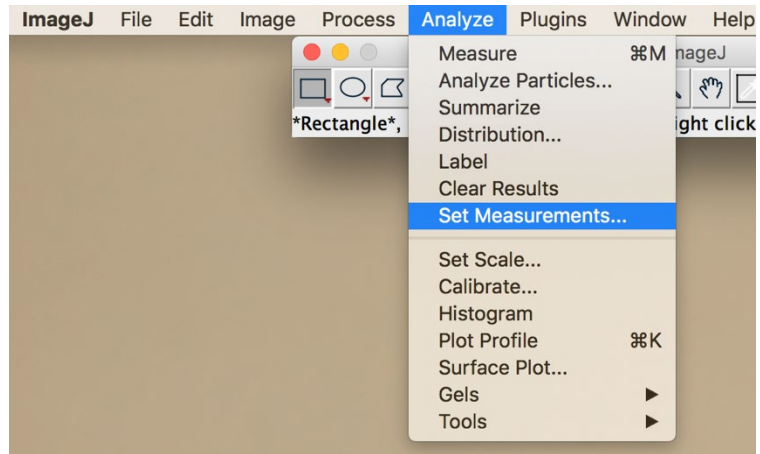 ImageJ File Edit Image Process Analyze Plugins Window Help
Measure ⌘M
Analyze Particles...
Summarize
Distribution...
Label
Clear Results
Set Measurements...
Set Scale...
Calibrate...
Histogram
Plot Profile ⌘K
Surface Plot...
Gels ▶
Tools ▶
nageJ
*Rectangle*,
ight click